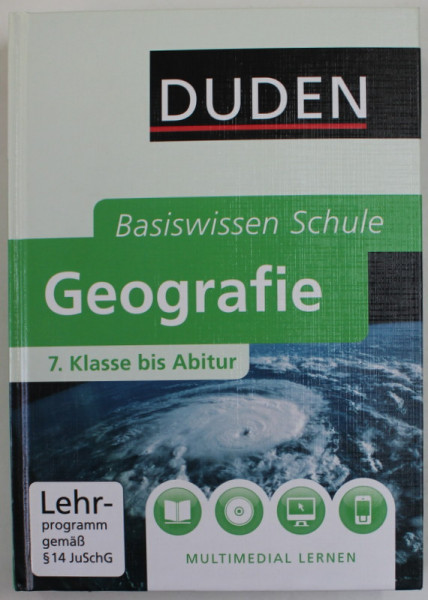 DUDEN
Basiswissen Schule
Geografie
7. Klasse bis Abitur
Lehr-
programm
gemäß
§ 14 JuSchG
MULTIMEDIAL LERNEN